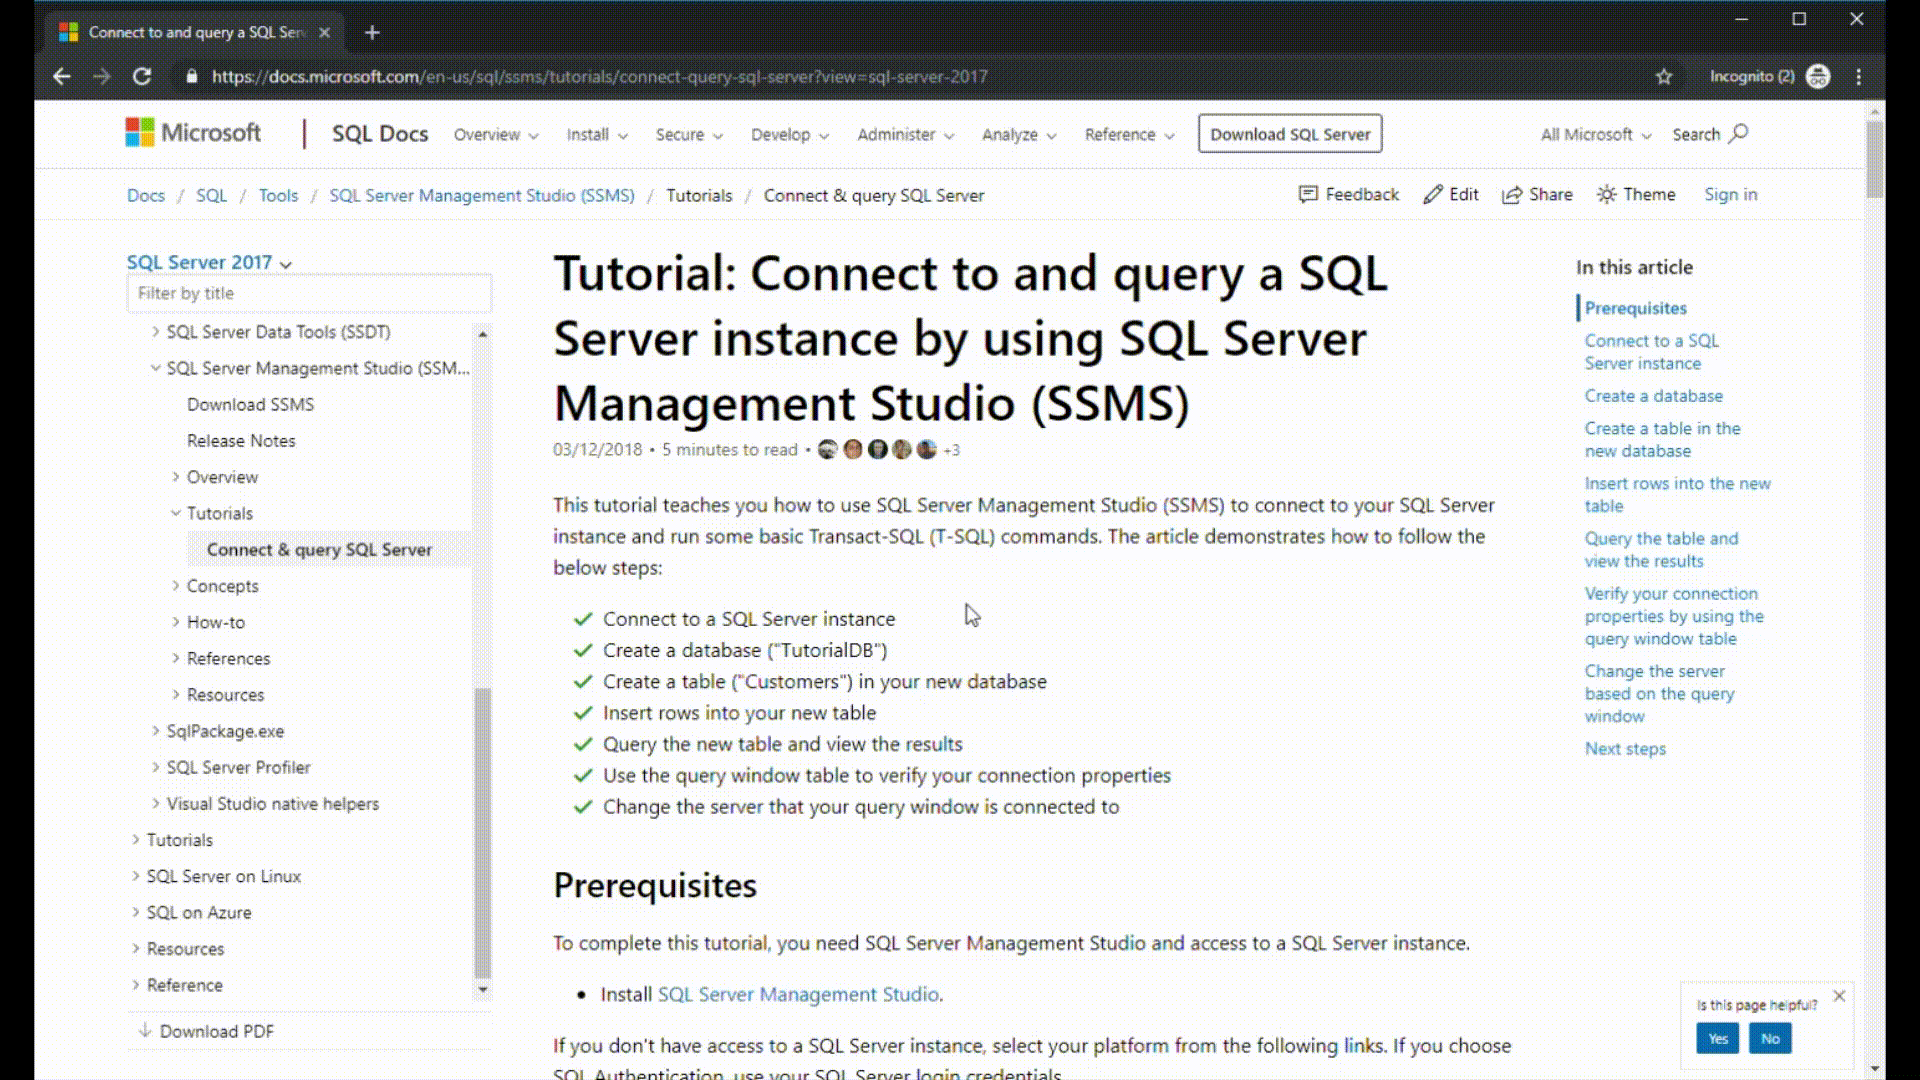 Connect to and query a SQL Ser
https://docs.microsoft.com/en-us/sql/ssms/tutorials/connect-query-sql-server?view=sql-server-2017
Incognito (2)
Microsoft
SQL Docs
Overview
Install
Secure
Develop
Administer
Analyze
Reference
Download SQL Server
All Microsoft
Search
Docs / SQL / Tools / SQL Server Management Studio (SSMS) / Tutorials / Connect & query SQL Server
Feedback
Edit
Share
Theme
Sign in
SQL Server 2017
Filter by title
SQL Server Data Tools (SSDT)
SQL Server Management Studio (SSM...
Download SSMS
Release Notes
Overview
Tutorials
Connect & query SQL Server
Concepts
How-to
References
Resources
SqlPackage.exe
SQL Server Profiler
Visual Studio native helpers
Tutorials
SQL Server on Linux
SQL on Azure
Resources
Reference
Download PDF
Tutorial: Connect to and query a SQL
Server instance by using SQL Server
Management Studio (SSMS)
03/12/2018 • 5 minutes to read • +3
This tutorial teaches you how to use SQL Server Management Studio (SSMS) to connect to your SQL Server
instance and run some basic Transact-SQL (T-SQL) commands. The article demonstrates how to follow the
below steps:
Connect to a SQL Server instance
Create a database ("TutorialDB")
Create a table ("Customers") in your new database
Insert rows into your new table
Query the new table and view the results
Use the query window table to verify your connection properties
Change the server that your query window is connected to
Prerequisites
To complete this tutorial, you need SQL Server Management Studio and access to a SQL Server instance.
• Install SQL Server Management Studio.
If you don't have access to a SQL Server instance, select your platform from the following links. If you choose
SQL Authentication, use your SQL Server login credentials.
In this article
Prerequisites
Connect to a SQL
Server instance
Create a database
Create a table in the
new database
Insert rows into the new
table
Query the table and
view the results
Verify your connection
properties by using the
query window table
Change the server
based on the query
window
Next steps
Is this page helpful?
Yes
No